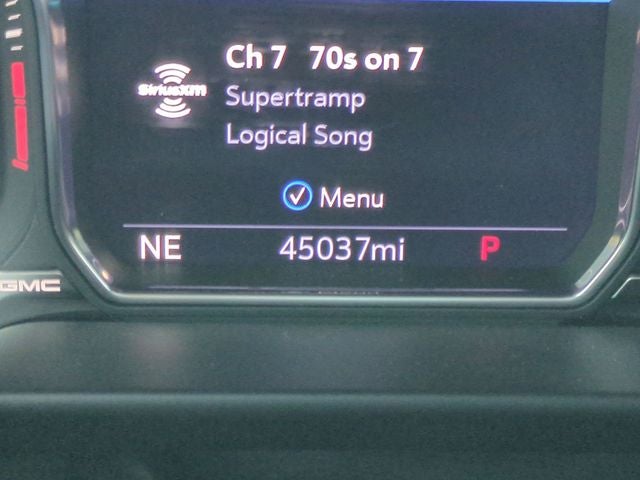 Ch 7 70s on 7
SiriusXM
Supertramp
Logical Song
Menu
NE 45037mi P
GMC